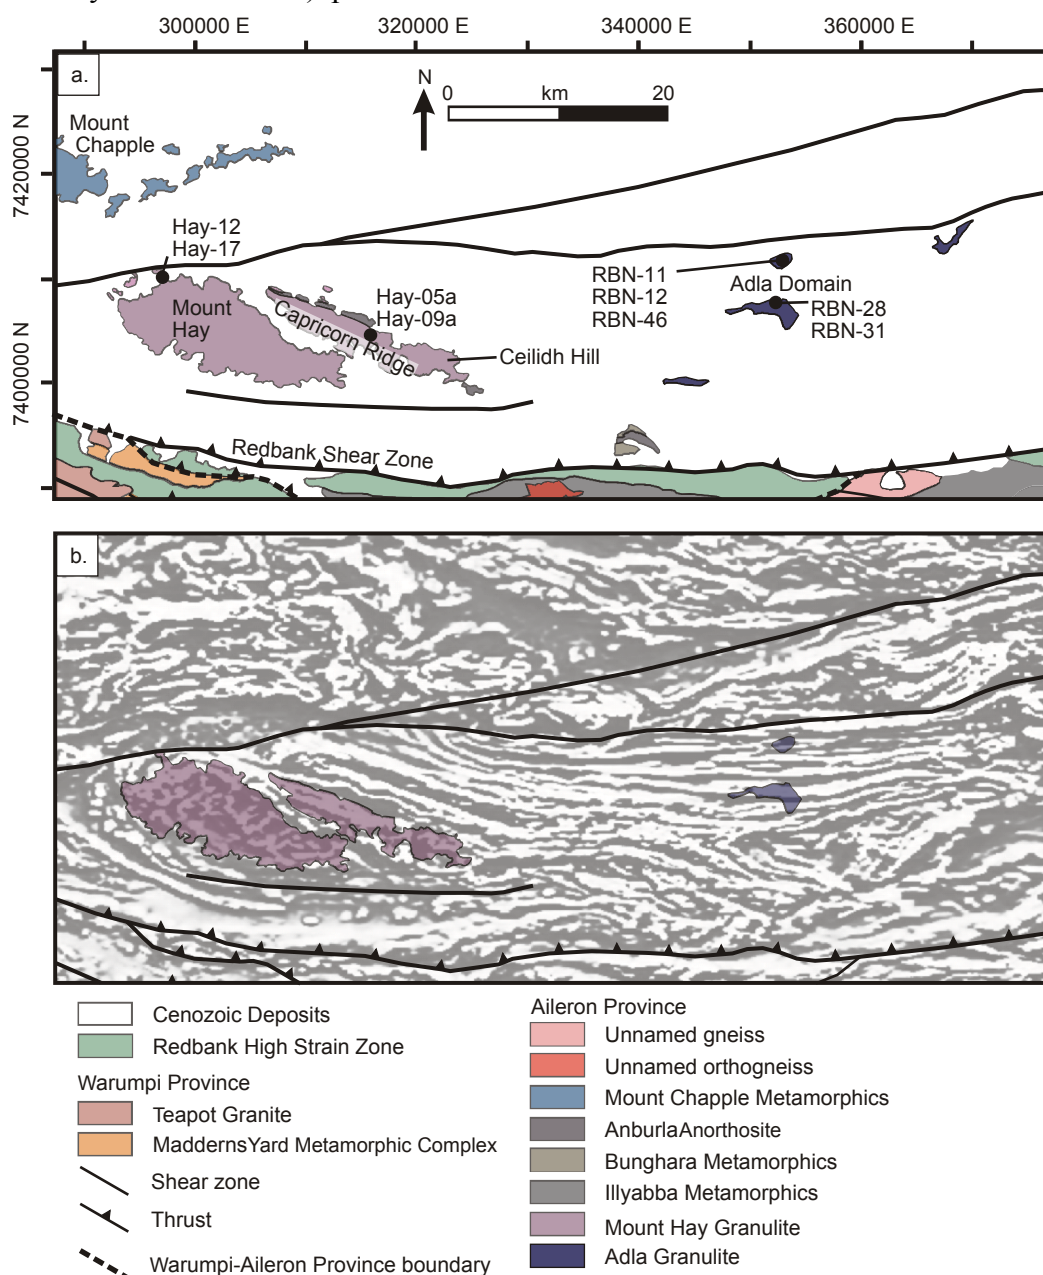 300000 E
320000 E
340000 E
360000 E
a.
N
0
km
20
Mount
Chapple
7420000 N
Hay-12
Hay-17
RBN-11
RBN-12
RBN-46
Adla Domain
RBN-28
RBN-31
Mount
Hay
Hay-05a
Hay-09a
Capricorn Ridge
Ceilidh Hill
7400000 N
Redbank Shear Zone
b.
Cenozoic Deposits
Redbank High Strain Zone
Warumpi Province
Teapot Granite
MaddernsYard Metamorphic Complex
Shear zone
Thrust
Warumpi-Aileron Province boundary
Aileron Province
Unnamed gneiss
Unnamed orthogneiss
Mount Chapple Metamorphics
AnburlaAnorthosite
Bunghara Metamorphics
Illyabba Metamorphics
Mount Hay Granulite
Adla Granulite